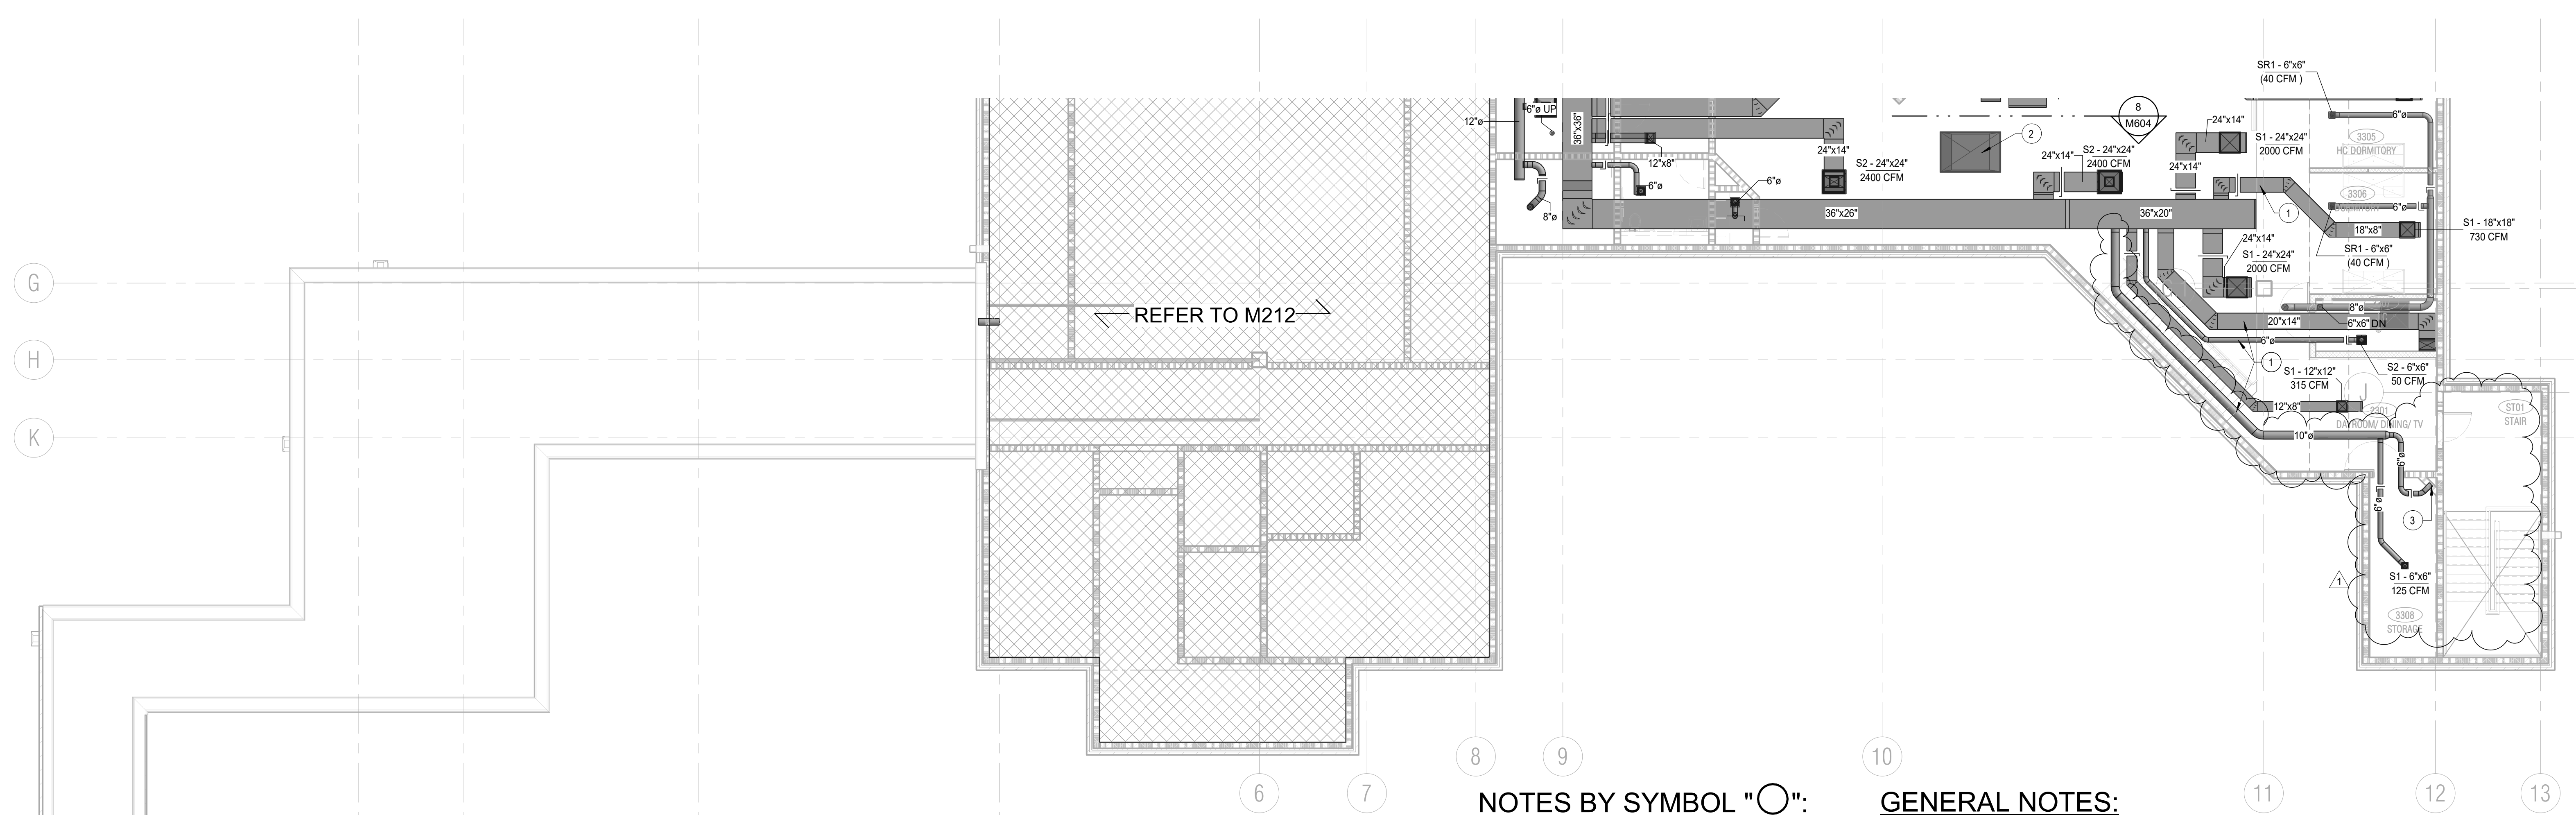 SR1 - 6"x6"
(40 CFM )
6"ø UP
12"ø
36"x36"
12"x8"
6"ø
8"ø
24"x14"
S2 - 24"x24"
2400 CFM
6"ø
36"x26"
2
8
M604
24"x14"
S2 - 24"x24"
2400 CFM
24"x14"
24"x14"
S1 - 24"x24"
2000 CFM
6"ø
3305
HC DORMITORY
3306
DORMITORY
6"ø
1
36"x20"
18"x8"
S1 - 18"x18"
730 CFM
SR1 - 6"x6"
(40 CFM )
24"x14"
S1 - 24"x24"
2000 CFM
G
REFER TO M212
8"ø
20"x14"
6"x6" DN
6"ø
H
1
S1 - 12"x12"
315 CFM
S2 - 6"x6"
50 CFM
J
12"x8"
2301
DAYROOM/ DINING/ TV
ST01
STAIR
K
10"ø
6"ø
6"ø
3
1
S1 - 6"x6"
125 CFM
3308
STORAGE
8
9
10
6
7
11
12
13
NOTES BY SYMBOL "◯":
GENERAL NOTES: